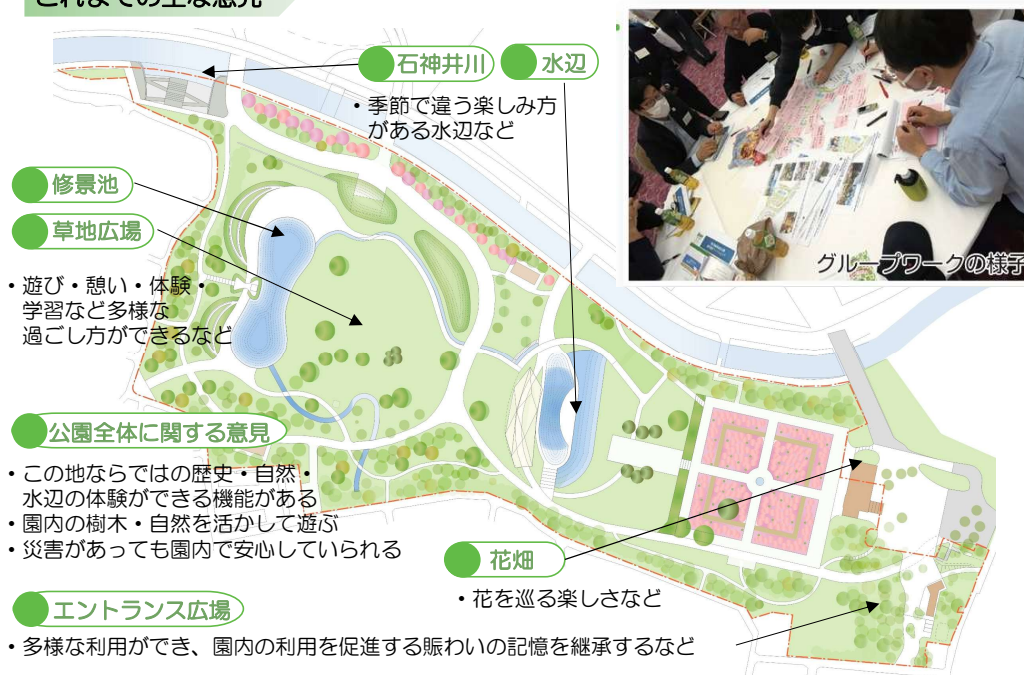 これまでの主な意見
石神井川
水辺
・季節で違う楽しみ方
がある水辺など
グループワークの様子
修景池
草地広場
・遊び・憩い・体験・
学習など多様な
過ごし方ができるなど
公園全体に関する意見
・この地ならではの歴史・自然・
水辺の体験ができる機能がある
・園内の樹木・自然を活かして遊ぶ
・災害があっても園内で安心していられる
花畑
・花を巡る楽しさなど
エントランス広場
・多様な利用ができ、園内の利用を促進する賑わいの記憶を継承するなど